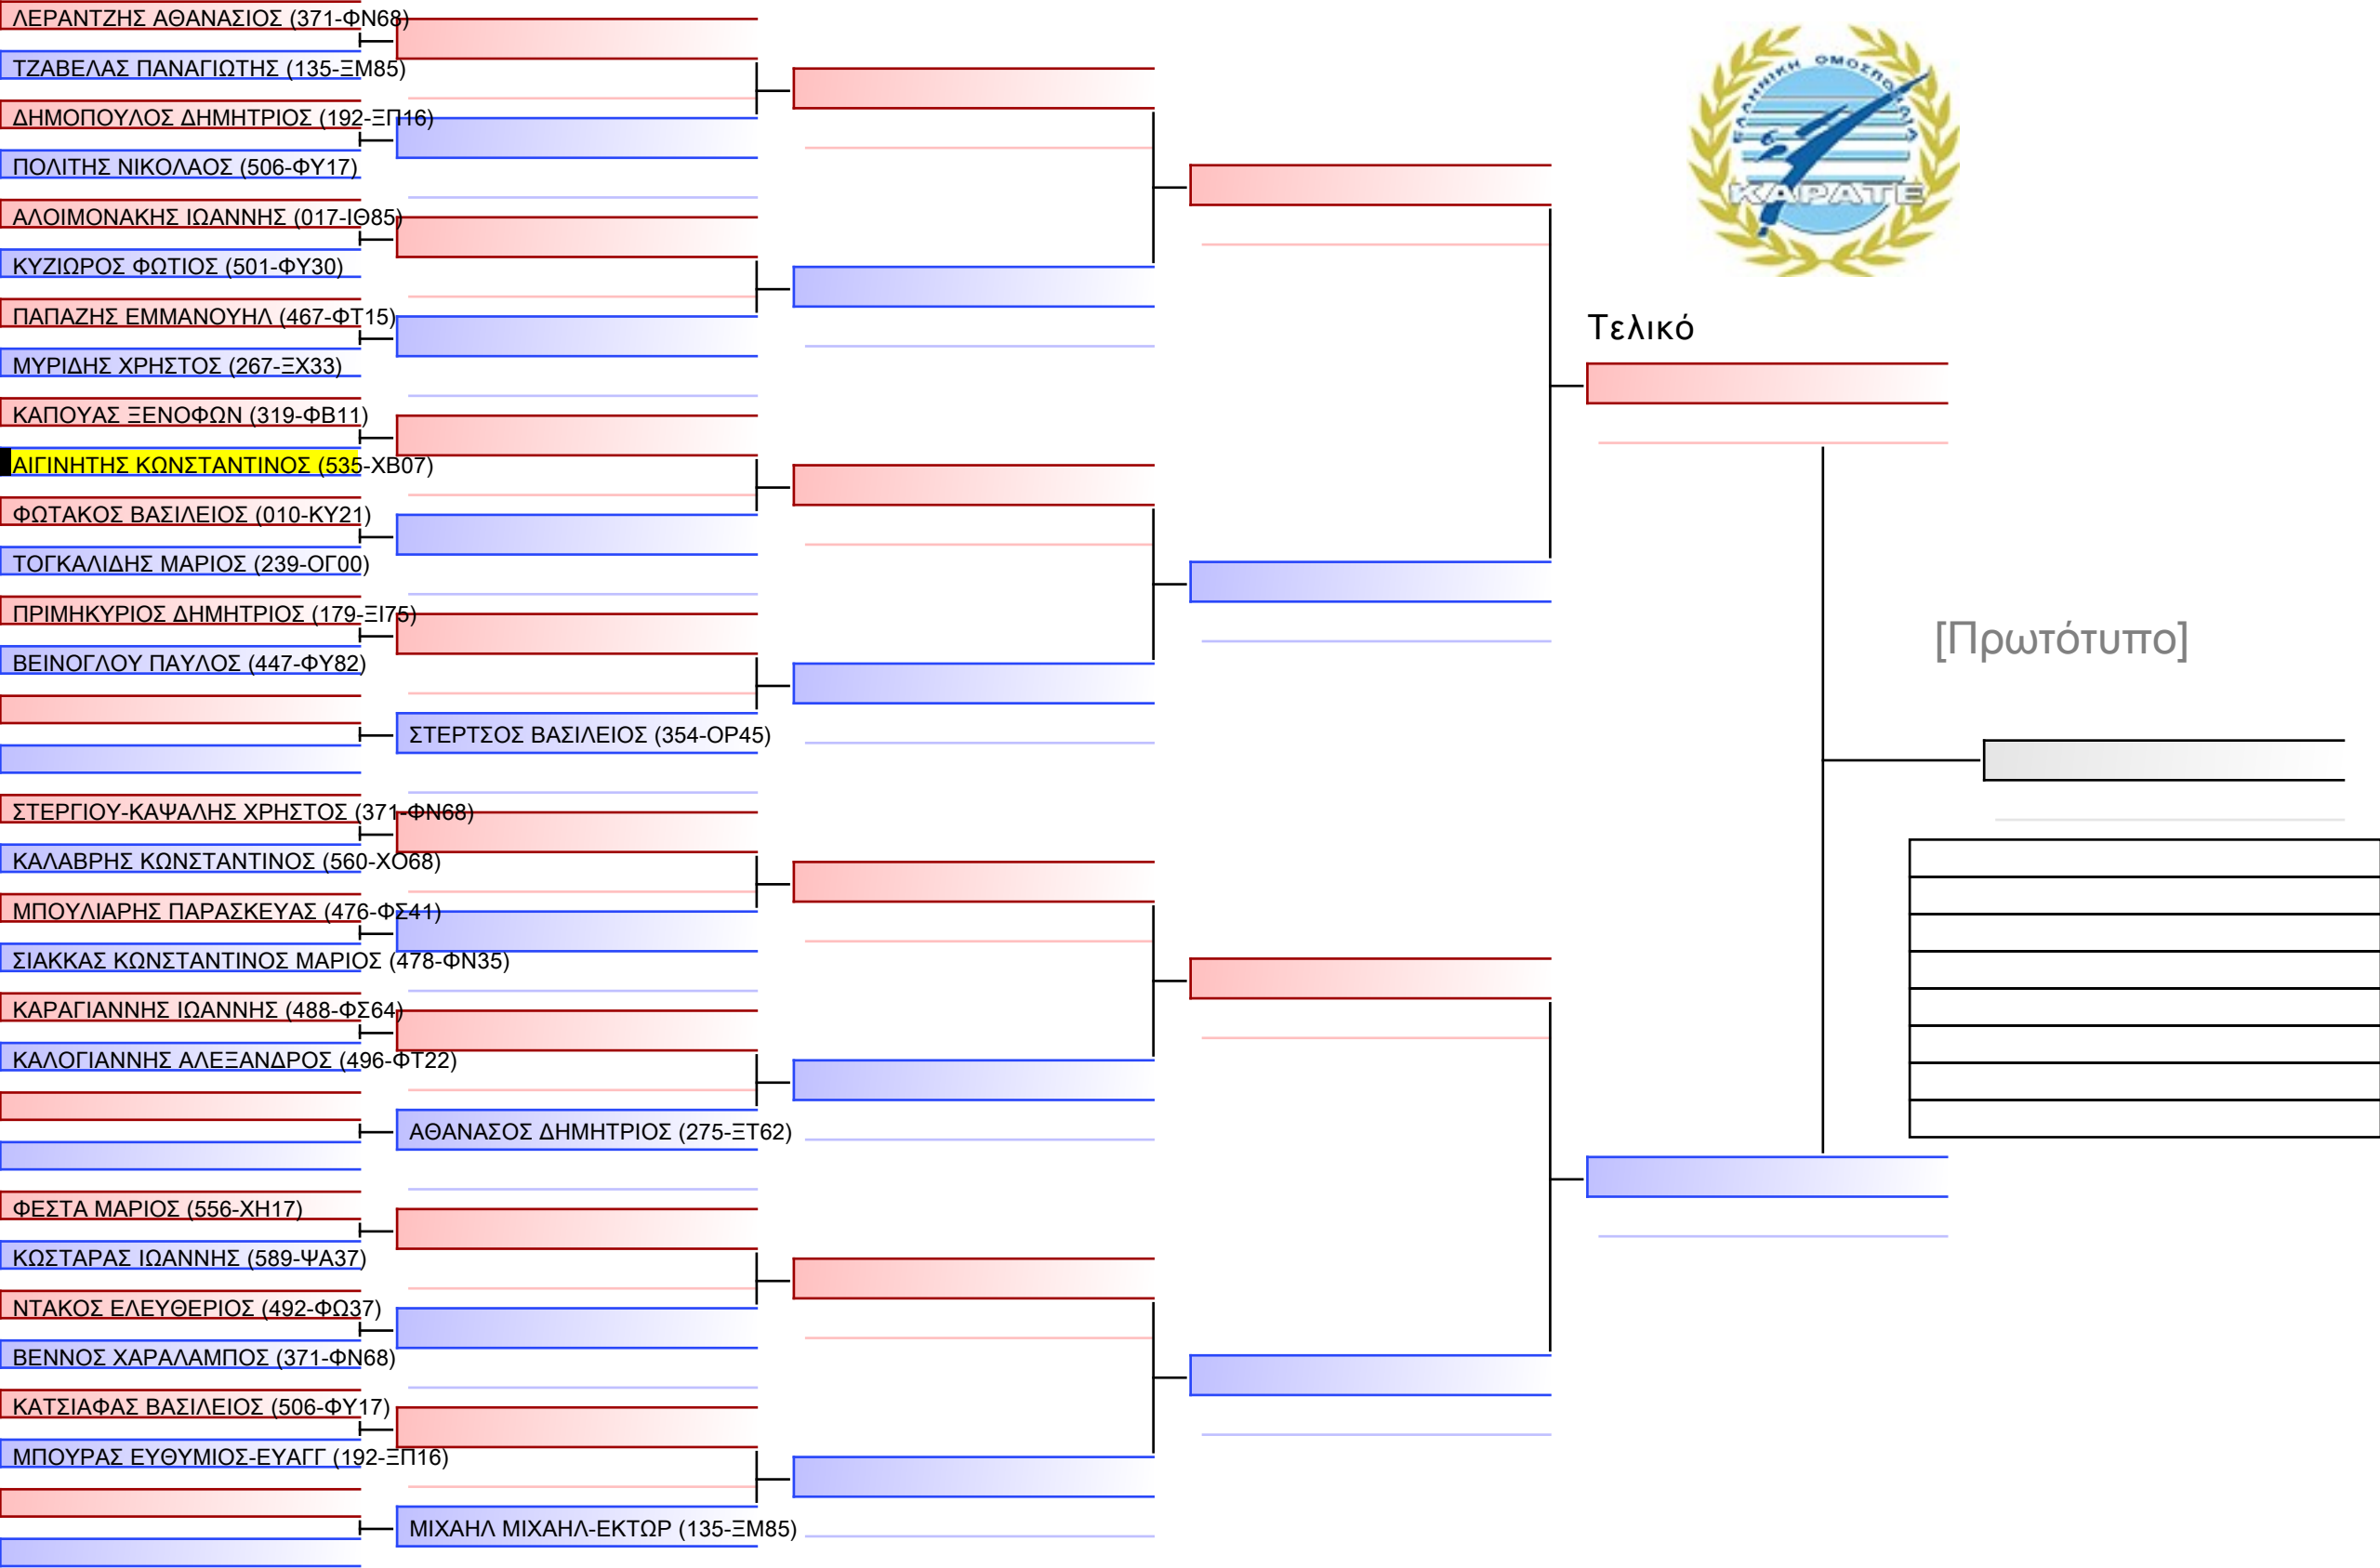 ΛΕΡΑΝΤΖΗΣ ΑΘΑΝΑΣΙΟΣ (371-ΦΝ68)
ΤΖΑΒΕΛΑΣ ΠΑΝΑΓΙΩΤΗΣ (135-ΞΜ85)
ΔΗΜΟΠΟΥΛΟΣ ΔΗΜΗΤΡΙΟΣ (192-ΞΠ16)
ΠΟΛΙΤΗΣ ΝΙΚΟΛΑΟΣ (506-ΦΥ17)
ΑΛΟΙΜΟΝΑΚΗΣ ΙΩΑΝΝΗΣ (017-ΙΘ85)
ΚΥΖΙΩΡΟΣ ΦΩΤΙΟΣ (501-ΦΥ30)
ΠΑΠΑΖΗΣ ΕΜΜΑΝΟΥΗΛ (467-ΦΤ15)
ΜΥΡΙΔΗΣ ΧΡΗΣΤΟΣ (267-ΞΧ33)
ΚΑΠΟΥΑΣ ΞΕΝΟΦΩΝ (319-ΦΒ11)
ΑΙΓΙΝΗΤΗΣ ΚΩΝΣΤΑΝΤΙΝΟΣ (535-ΧΒ07)
ΦΩΤΑΚΟΣ ΒΑΣΙΛΕΙΟΣ (010-ΚΥ21)
ΤΟΓΚΑΛΙΔΗΣ ΜΑΡΙΟΣ (239-ΟΓ00)
ΠΡΙΜΗΚΥΡΙΟΣ ΔΗΜΗΤΡΙΟΣ (179-ΞΙ75)
ΒΕΙΝΟΓΛΟΥ ΠΑΥΛΟΣ (447-ΦΥ82)
ΣΤΕΡΤΣΟΣ ΒΑΣΙΛΕΙΟΣ (354-ΟΡ45)
ΣΤΕΡΓΙΟΥ-ΚΑΨΑΛΗΣ ΧΡΗΣΤΟΣ (371-ΦΝ68)
ΚΑΛΑΒΡΗΣ ΚΩΝΣΤΑΝΤΙΝΟΣ (560-ΧΟ68)
ΜΠΟΥΛΙΑΡΗΣ ΠΑΡΑΣΚΕΥΑΣ (476-ΦΣ41)
ΣΙΑΚΚΑΣ ΚΩΝΣΤΑΝΤΙΝΟΣ ΜΑΡΙΟΣ (478-ΦΝ35)
ΚΑΡΑΓΙΑΝΝΗΣ ΙΩΑΝΝΗΣ (488-ΦΣ64)
ΚΑΛΟΓΙΑΝΝΗΣ ΑΛΕΞΑΝΔΡΟΣ (496-ΦΤ22)
ΑΘΑΝΑΣΟΣ ΔΗΜΗΤΡΙΟΣ (275-ΞΤ62)
ΦΕΣΤΑ ΜΑΡΙΟΣ (556-ΧΗ17)
ΚΩΣΤΑΡΑΣ ΙΩΑΝΝΗΣ (589-ΨΑ37)
ΝΤΑΚΟΣ ΕΛΕΥΘΕΡΙΟΣ (492-ΦΩ37)
ΒΕΝΝΟΣ ΧΑΡΑΛΑΜΠΟΣ (371-ΦΝ68)
ΚΑΤΣΙΑΦΑΣ ΒΑΣΙΛΕΙΟΣ (506-ΦΥ17)
ΜΠΟΥΡΑΣ ΕΥΘΥΜΙΟΣ-ΕΥΑΓΓ (192-ΞΠ16)
ΜΙΧΑΗΛ ΜΙΧΑΗΛ-ΕΚΤΩΡ (135-ΞΜ85)
ΕΛΛΗΝΙΚΗ ΟΜΟΣΠΟΝΔΙΑ
ΚΑΡΑΤΕ
Τελικό
[Πρωτότυπο]